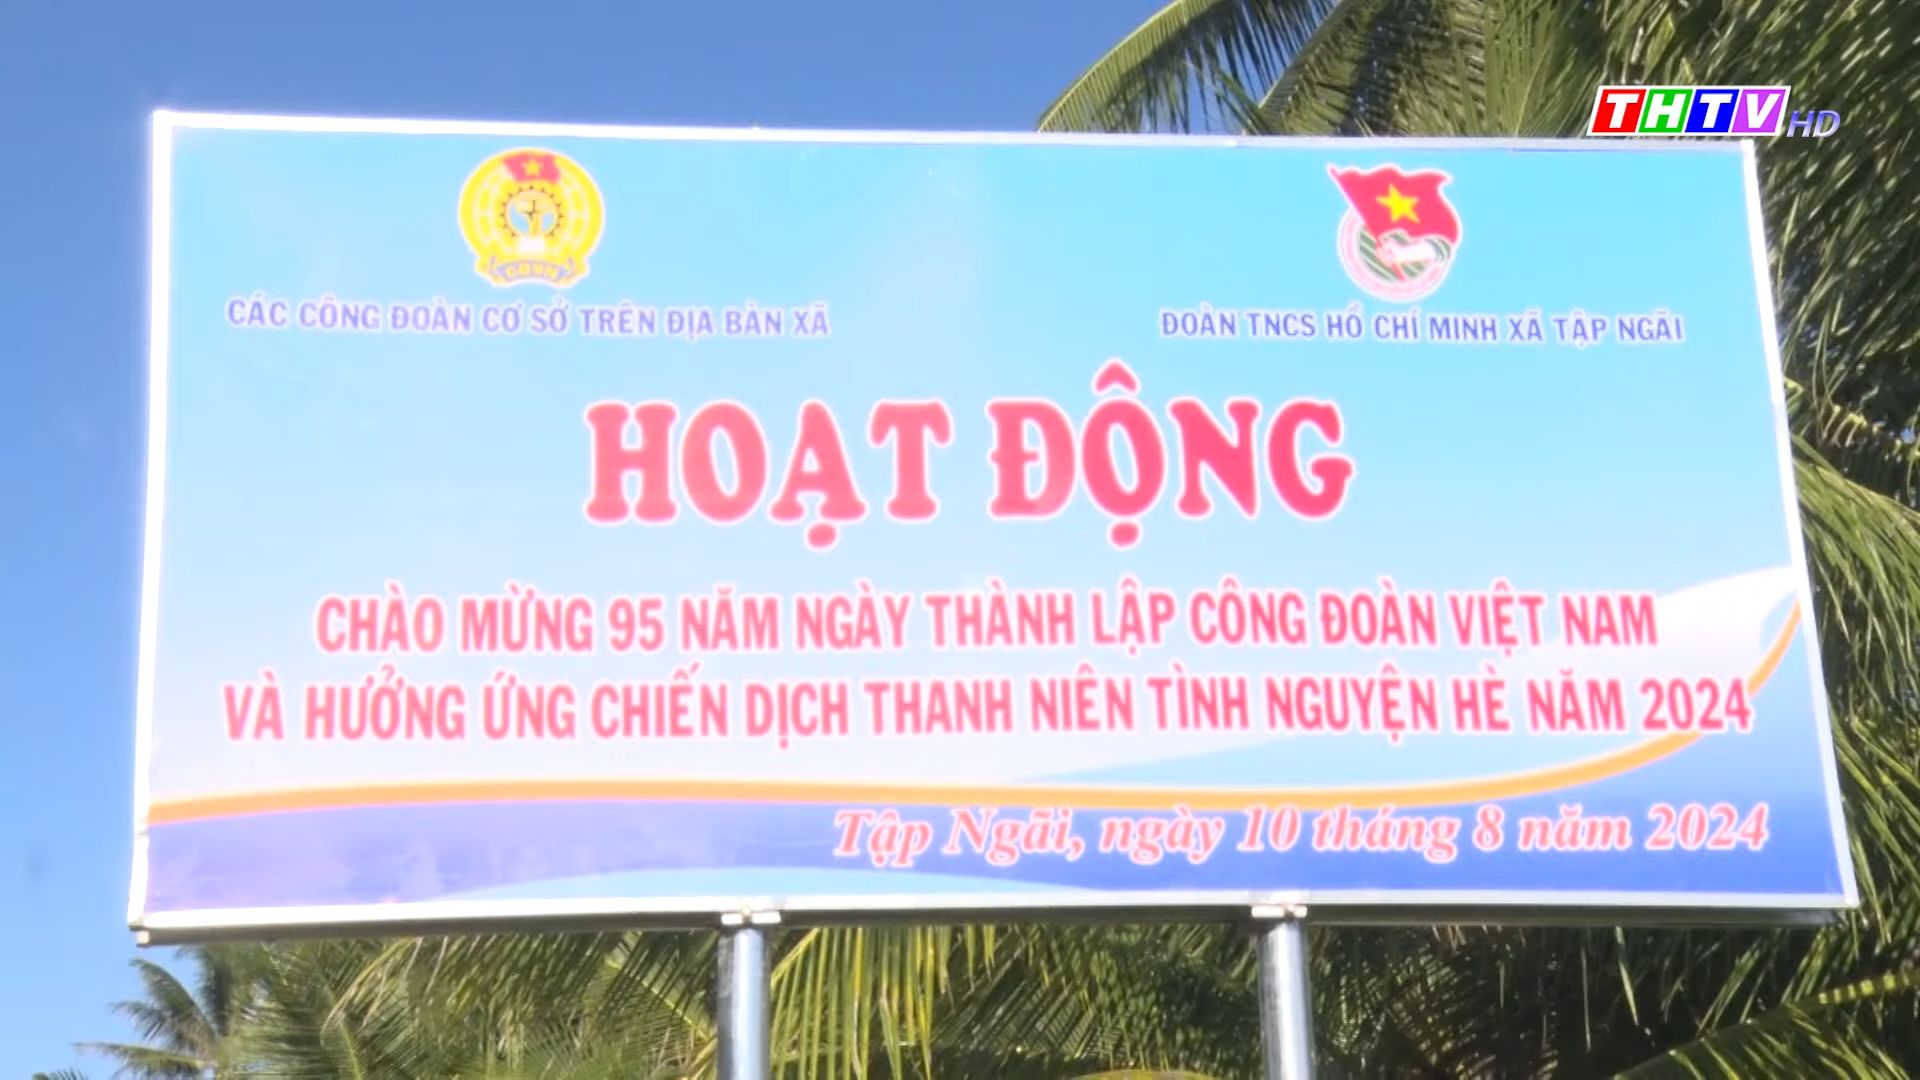 THTV HD
CĐVN
CÁC CÔNG ĐOÀN CƠ SỞ TRÊN ĐỊA BÀN XÃ
ĐOÀN TNCS HỒ CHÍ MINH XÃ TẬP NGÃI
HOẠT ĐỘNG
CHÀO MỪNG 95 NĂM NGÀY THÀNH LẬP CÔNG ĐOÀN VIỆT NAM
VÀ HƯỞNG ỨNG CHIẾN DỊCH THANH NIÊN TÌNH NGUYỆN HÈ NĂM 2024
Tập Ngãi, ngày 10 tháng 8 năm 2024